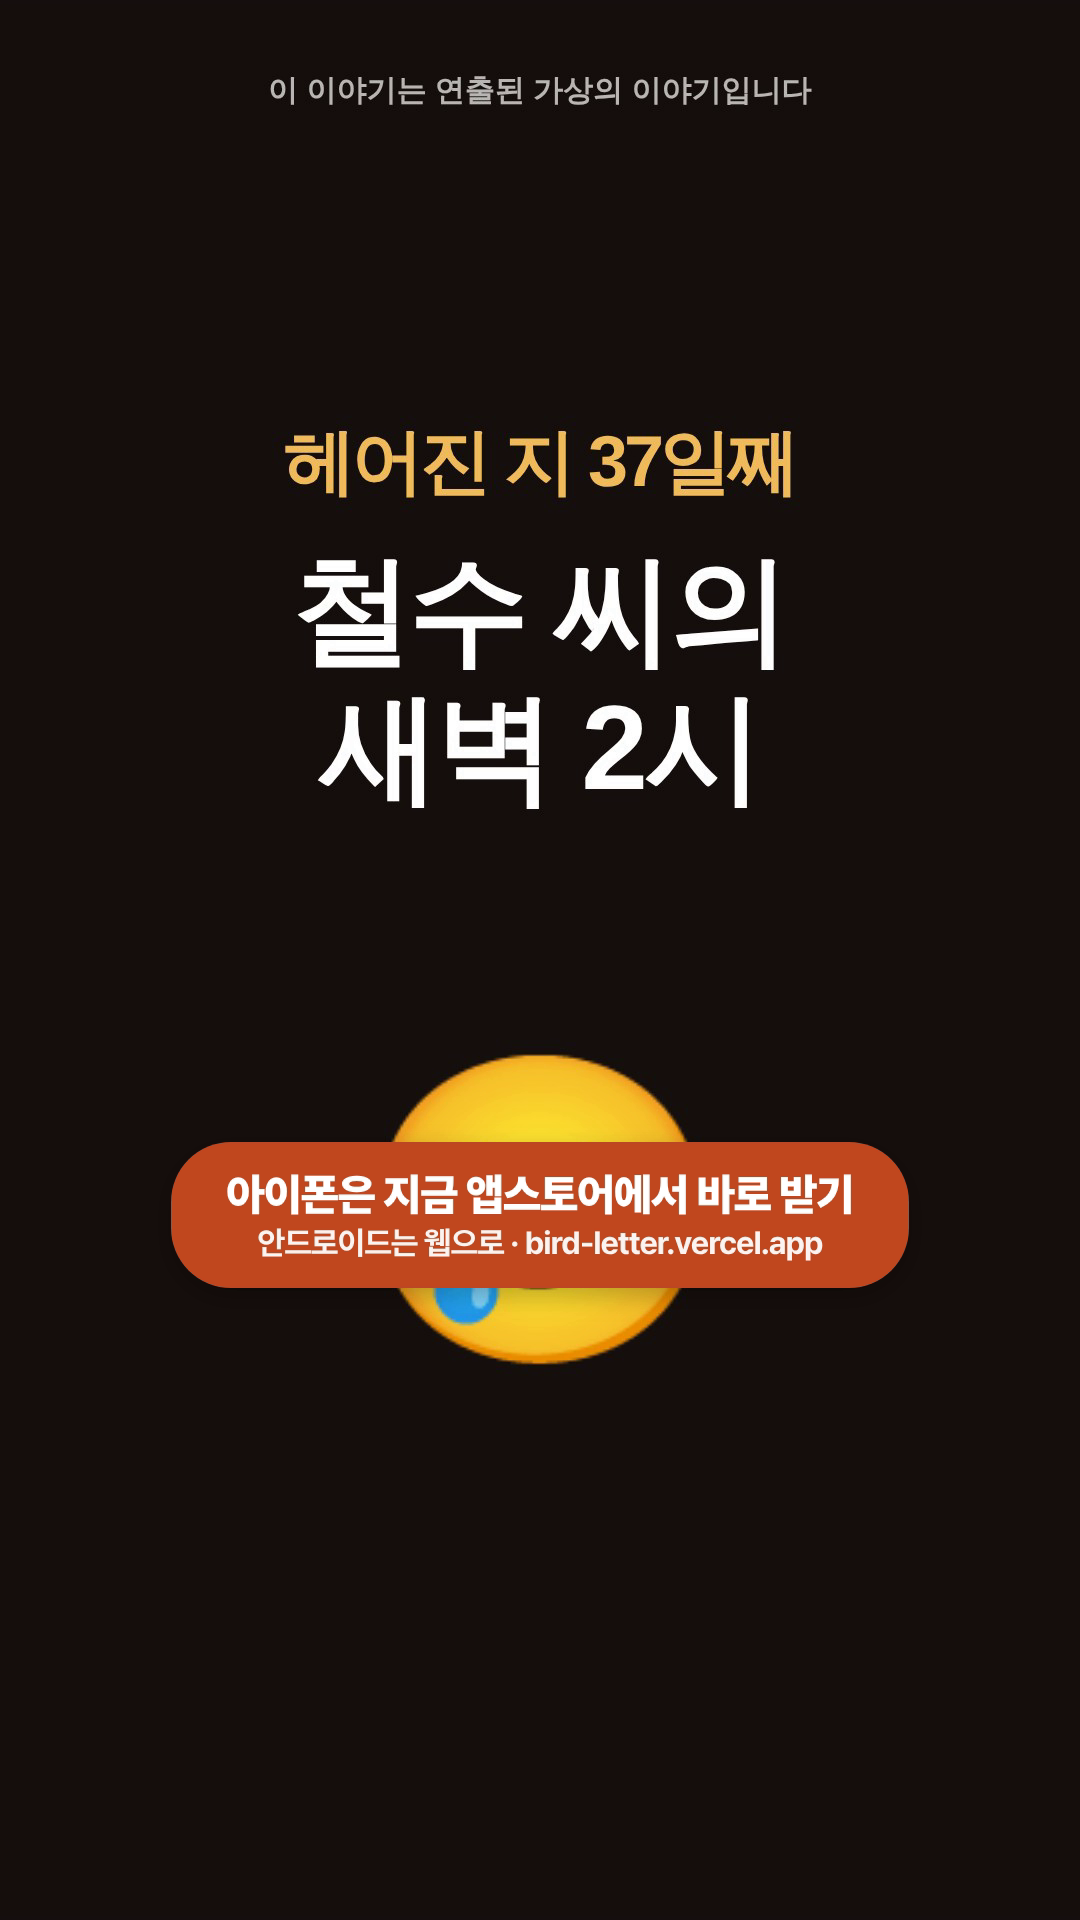 이 이야기는 연출된 가상의 이야기입니다
헤어진 지 37일째
철수 씨의
새벽 2시
아이폰은 지금 앱스토어에서 바로 받기
안드로이드는 웹으로 · bird-letter.vercel.app